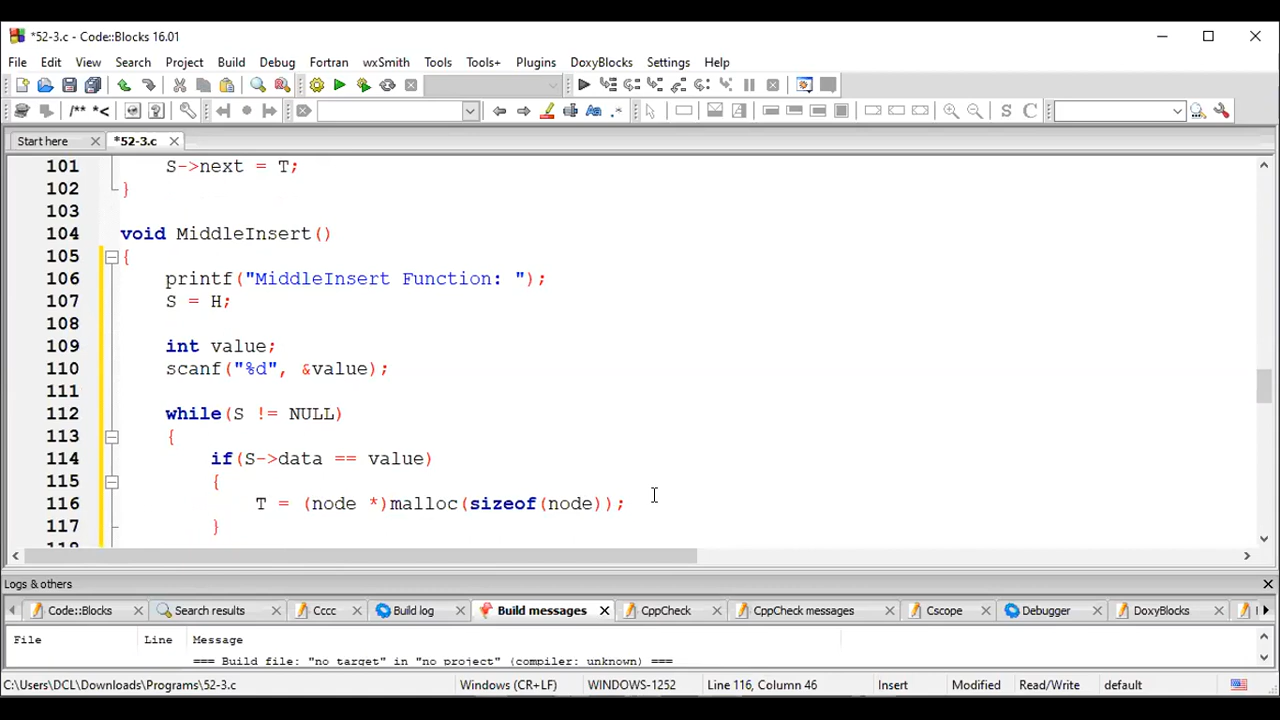 *52-3.c - Code::Blocks 16.01
File Edit View Search Project Build Debug Fortran wxSmith Tools Tools+ Plugins DoxyBlocks Settings Help
/** *<
Aa .* S C
Start here *52-3.c
101 S->next = T;
102 }
103
104 void MiddleInsert()
105 {
106 printf("MiddleInsert Function: ");
107 S = H;
108
109 int value;
110 scanf("%d", &value);
111
112 while(S != NULL)
113 {
114 if(S->data == value)
115 {
116 T = (node *)malloc(sizeof(node));
117 }
Logs & others
Code::Blocks Search results Cccc Build log Build messages CppCheck CppCheck messages Cscope Debugger DoxyBlocks
File Line Message
=== Build file: "no target" in "no project" (compiler: unknown) ===
C:\Users\DCL\Downloads\Programs\52-3.c Windows (CR+LF) WINDOWS-1252 Line 116, Column 46 Insert Modified Read/Write default